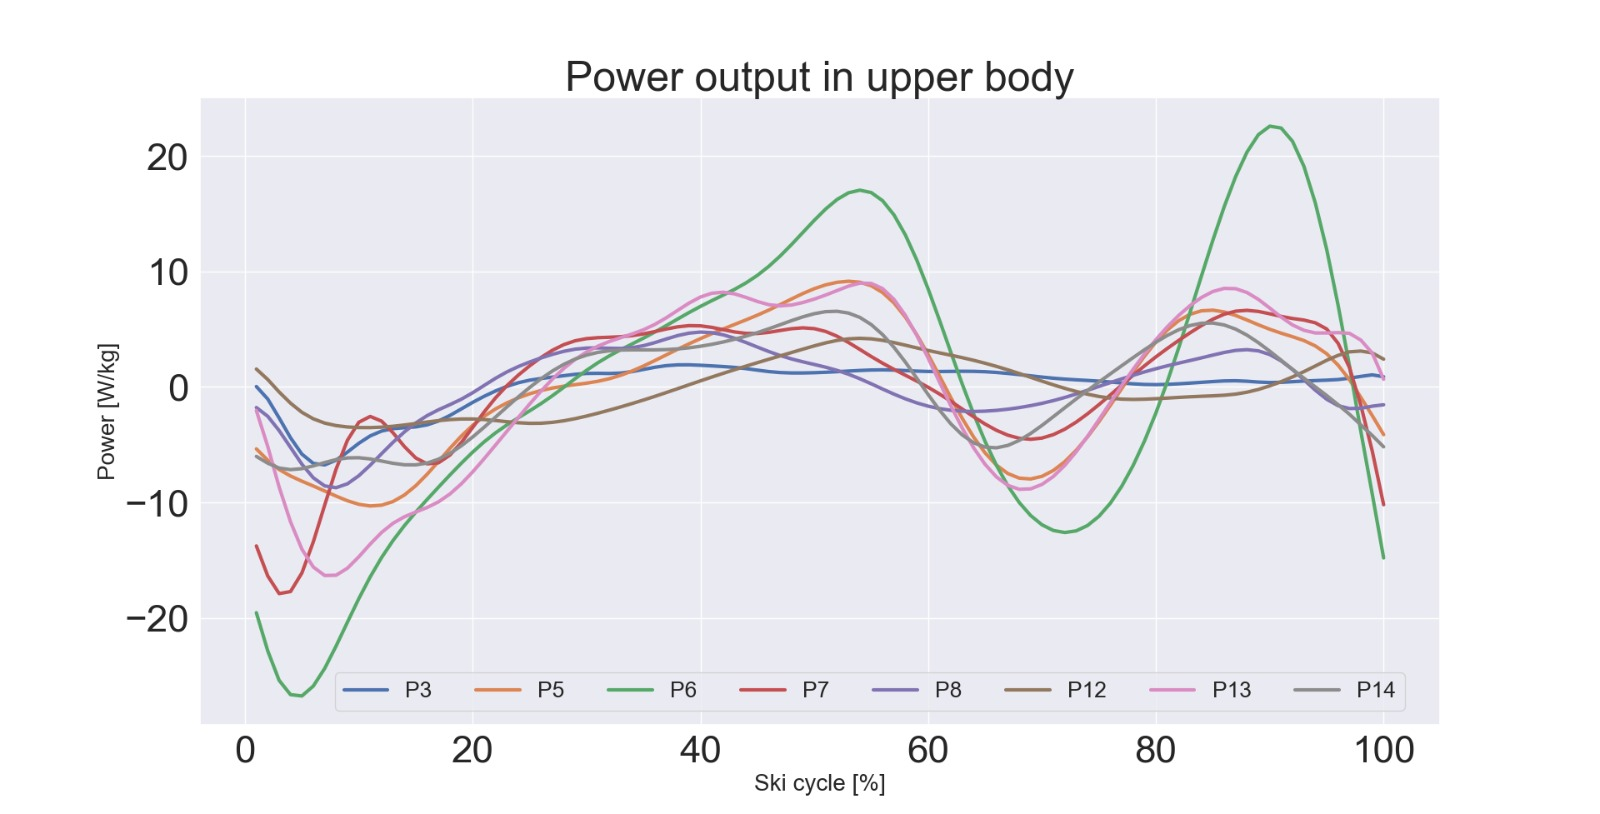 Power output in upper body
20
10
0
−10
−20
Power [W/kg]
P3 P5 P6 P7 P8 P12 P13 P14
0 20 40 60 80 100
Ski cycle [%]